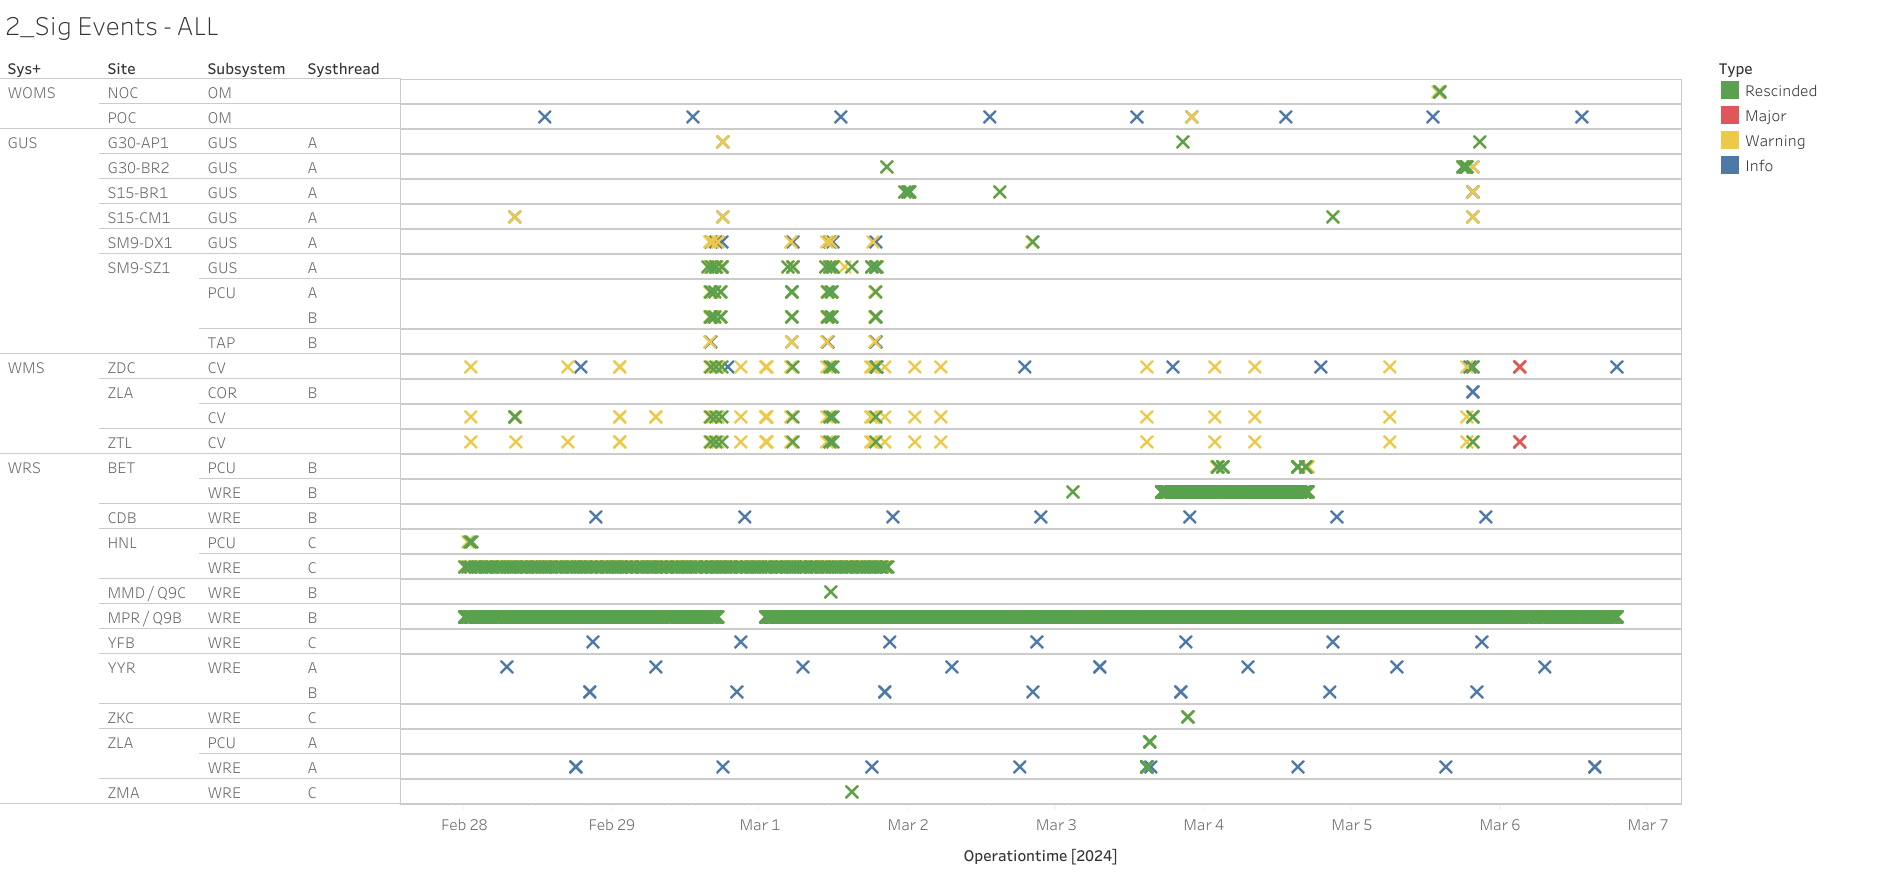 2_Sig Events - ALL
Sys+ Site Subsystem Systhread
Type
WOMS NOC OM
Rescinded
POC OM
Major
GUS G30-AP1 GUS A
Warning
G30-BR2 GUS A
Info
S15-BR1 GUS A
S15-CM1 GUS A
SM9-DX1 GUS A
SM9-SZ1 GUS A
PCU A
B
TAP B
WMS ZDC CV
ZLA COR B
CV
ZTL CV
WRS BET PCU B
WRE B
CDB WRE B
HNL PCU C
WRE C
MMD / Q9C WRE B
MPR / Q9B WRE B
YFB WRE C
YYR WRE A
B
ZKC WRE C
ZLA PCU A
WRE A
ZMA WRE C
Feb 28 Feb 29 Mar 1 Mar 2 Mar 3 Mar 4 Mar 5 Mar 6 Mar 7
Operationtime [2024]